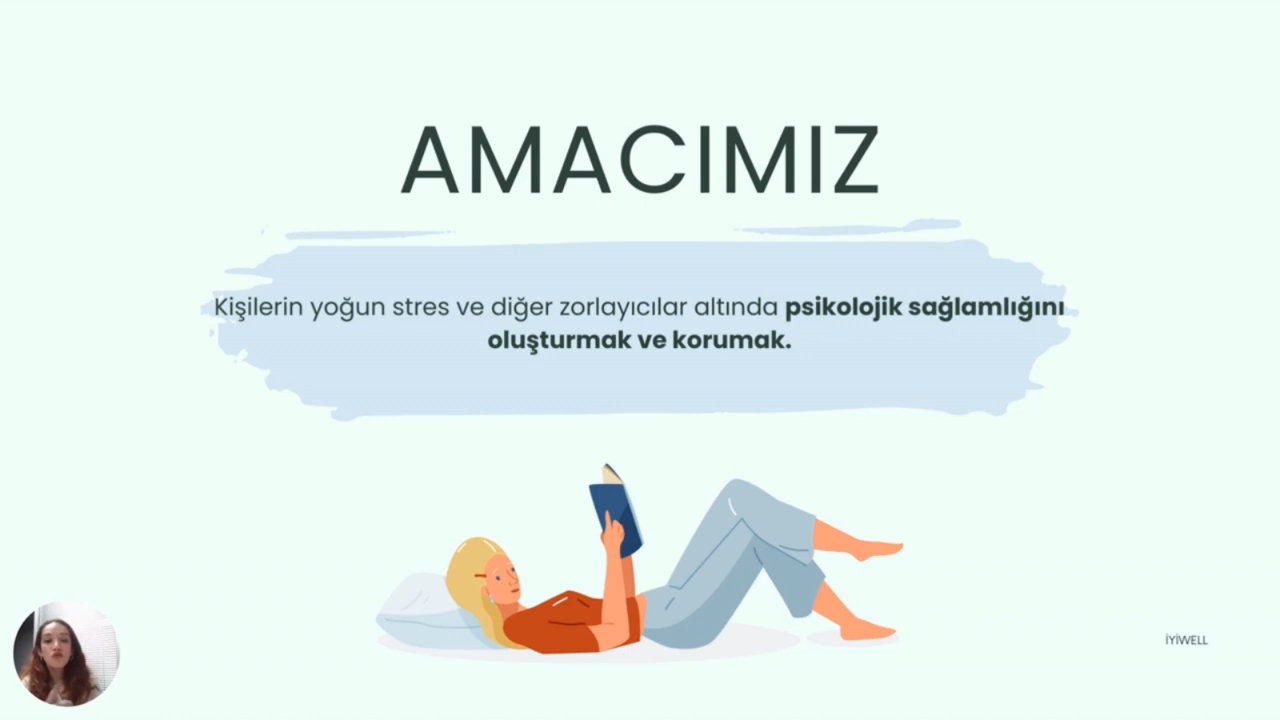 AMACIMIZ
Kişilerin yoğun stres ve diğer zorlayıcılar altında psikolojik sağlamlığını
oluşturmak ve korumak.
İYİWELL